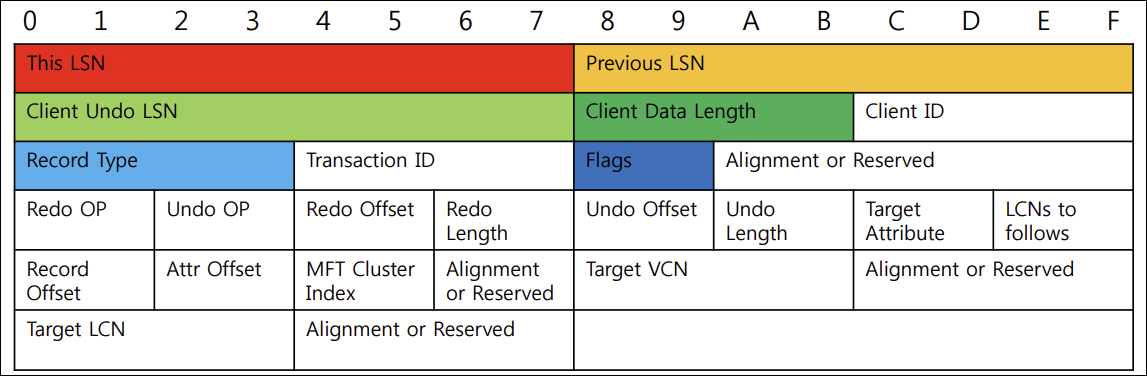 0 1 2 3 4 5 6 7 8 9 A B C D E F
This LSN Previous LSN
Client Undo LSN Client Data Length Client ID
Record Type Transaction ID Flags Alignment or Reserved
Redo OP Undo OP Redo Offset Redo Length Undo Offset Undo Length Target Attribute LCNs to follows
Record Offset Attr Offset MFT Cluster Index Alignment or Reserved Target VCN Alignment or Reserved
Target LCN Alignment or Reserved